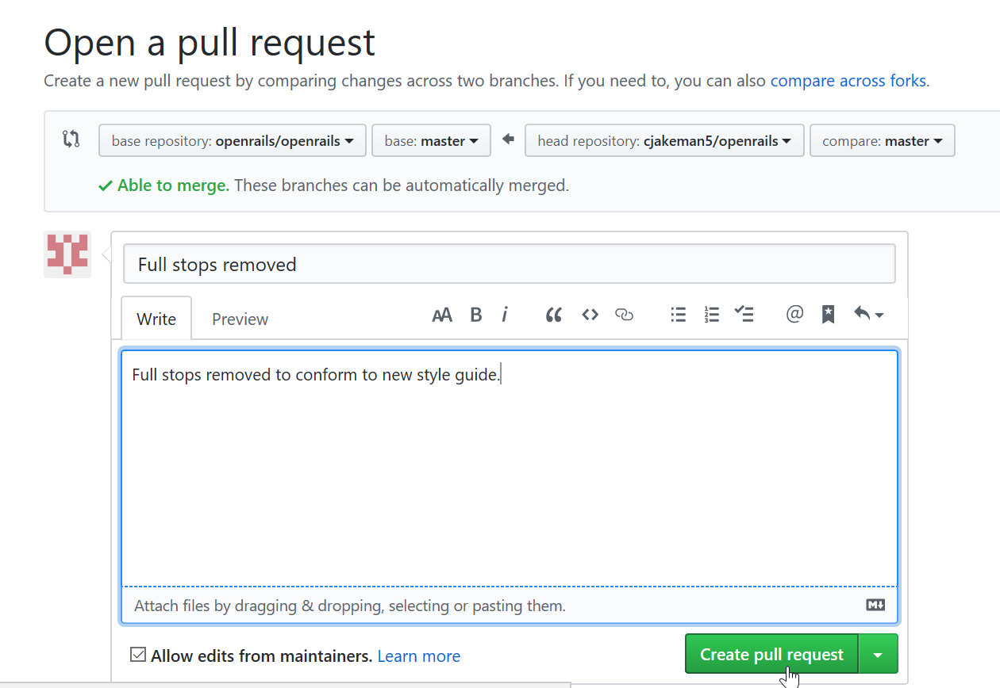 Open a pull request
Create a new pull request by comparing changes across two branches. If you need to, you can also compare across forks.
base repository: openrails/openrails base: master head repository: cjakeman5/openrails compare: master
Able to merge. These branches can be automatically merged.
Full stops removed
Write Preview
Full stops removed to conform to new style guide.
Attach files by dragging & dropping, selecting or pasting them.
Allow edits from maintainers. Learn more
Create pull request